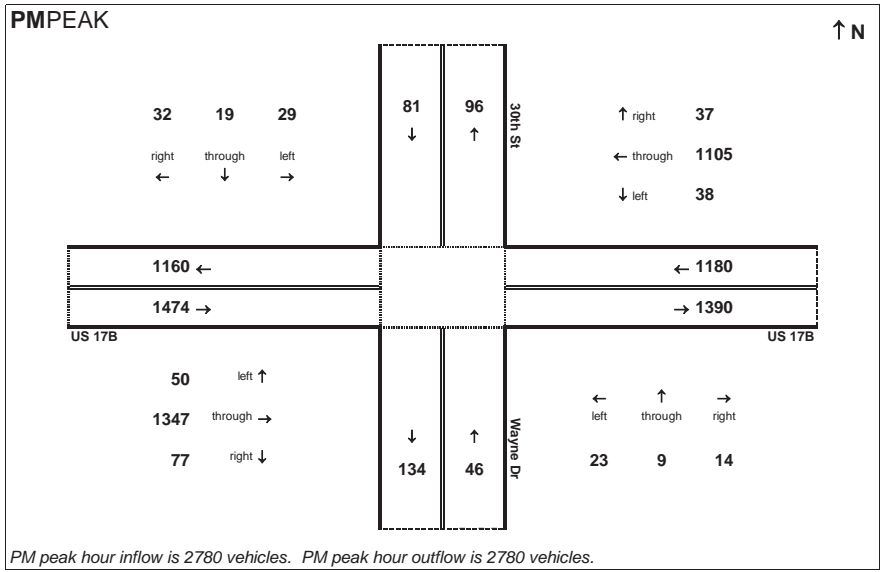 PMPEAK
↑ N
32 19 29
right through left
← ↓ →
81 96
↓ ↑
30th St
↑ right 37
← through 1105
↓ left 38
1160 ←
1474 →
← 1180
→ 1390
US 17B
US 17B
50 left ↑
1347 through →
77 right ↓
↓ ↑
134 46
Wayne Dr
← ↑ →
left through right
23 9 14
PM peak hour inflow is 2780 vehicles. PM peak hour outflow is 2780 vehicles.